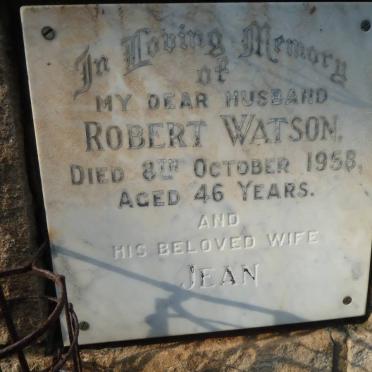 In Loving Memory
of
MY DEAR HUSBAND
ROBERT WATSON,
DIED 8TH OCTOBER 1958,
AGED 46 YEARS.
AND
HIS BELOVED WIFE
JEAN